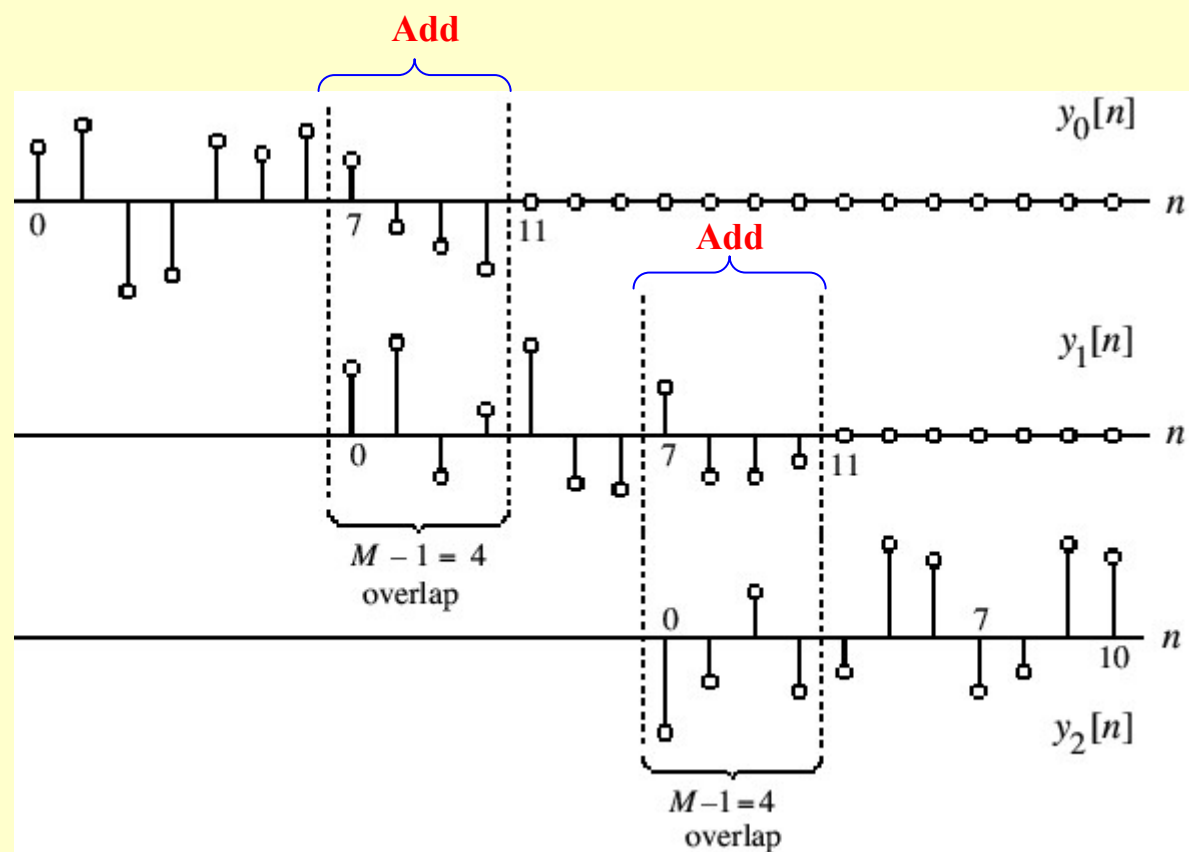 Add
y0[n]
0
7
11
n
Add
y1[n]
0
7
11
n
M – 1 = 4
overlap
0
7
10
n
y2[n]
M – 1 = 4
overlap